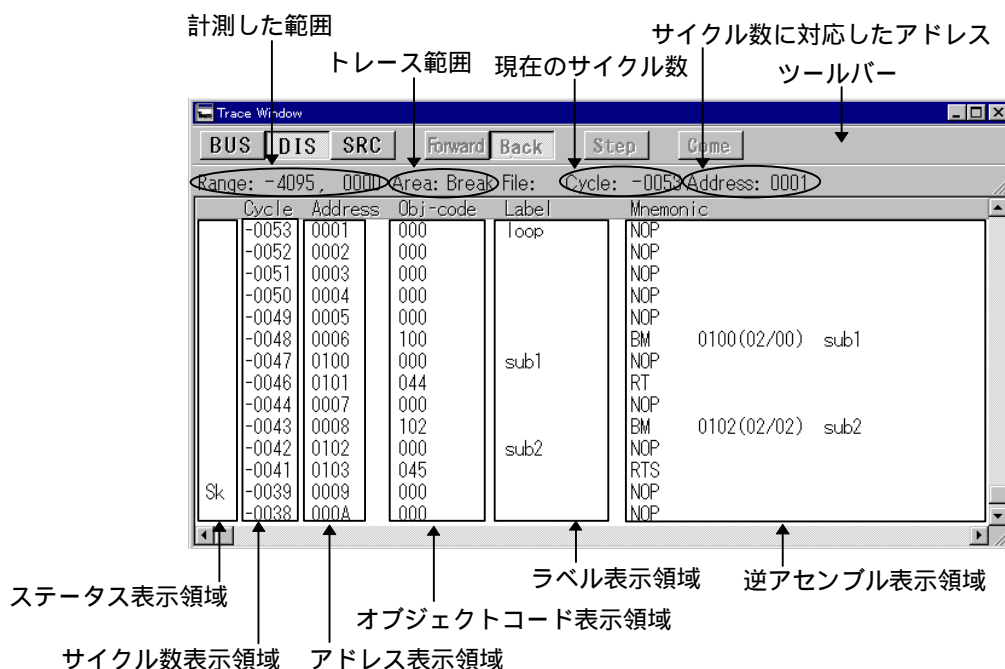 計測した範囲
サイクル数に対応したアドレス
トレース範囲
現在のサイクル数
ツールバー
Trace Window
BUS DIS SRC Forward Back Step Come
Range: -4095, 0000 Area: Break File: Cycle: -0053 Address: 0001
Cycle Address Obj-code Label Mnemonic
-0053 0001 000 loop NOP
-0052 0002 000 NOP
-0051 0003 000 NOP
-0050 0004 000 NOP
-0049 0005 000 NOP
-0048 0006 100 BM 0100(02/00) sub1
-0047 0100 000 sub1 NOP
-0046 0101 044 RT
-0044 0007 000 NOP
-0043 0008 102 BM 0102(02/02) sub2
-0042 0102 000 sub2 NOP
-0041 0103 045 RTS
Sk -0039 0009 000 NOP
-0038 000A 000 NOP
ステータス表示領域
ラベル表示領域
逆アセンブル表示領域
オブジェクトコード表示領域
サイクル数表示領域
アドレス表示領域